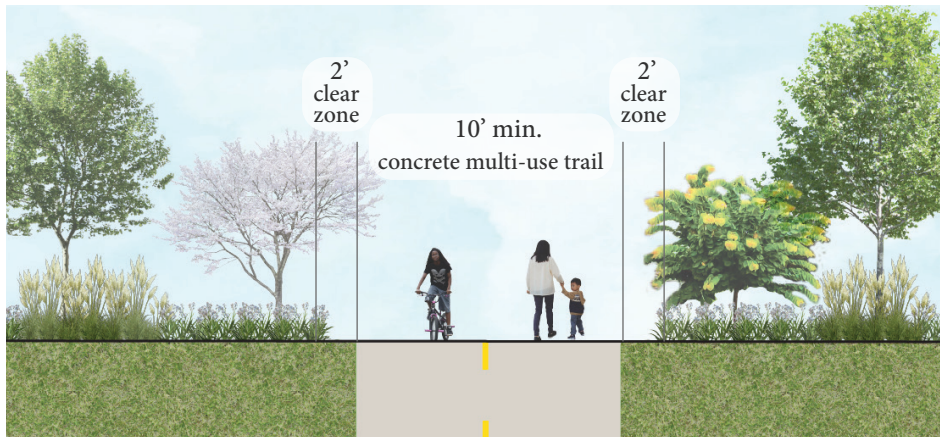 2’
clear
zone
10’ min.
concrete multi-use trail
2’
clear
zone